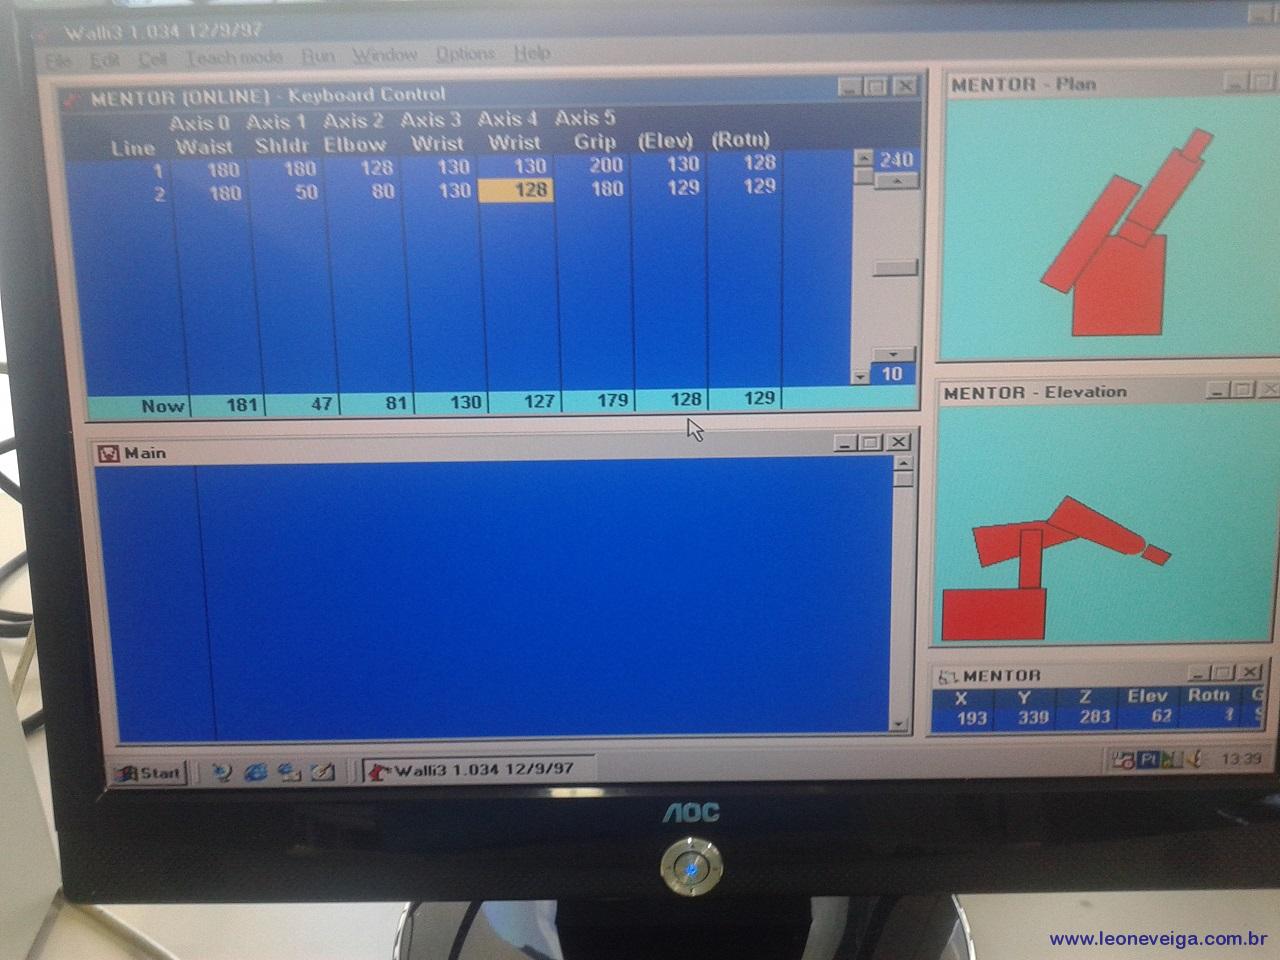 Walli3 1.034 12/9/97
File Edit Cell Teach mode Run Window Options Help
MENTOR (ONLINE) - Keyboard Control
Axis 0 Axis 1 Axis 2 Axis 3 Axis 4 Axis 5
Line Waist Shldr Elbow Wrist Wrist Grip (Elev) (Rotn)
1 180 180 128 130 130 200 130 128
2 180 50 80 130 128 180 129 129
240
10
Now 181 47 81 130 127 179 128 129
Main
MENTOR - Plan
MENTOR - Elevation
MENTOR
X Y Z Elev Rotn
193 339 283 62
Start Walli3 1.034 12/9/97 Pt 13:39
AOC
www.leoneveiga.com.br